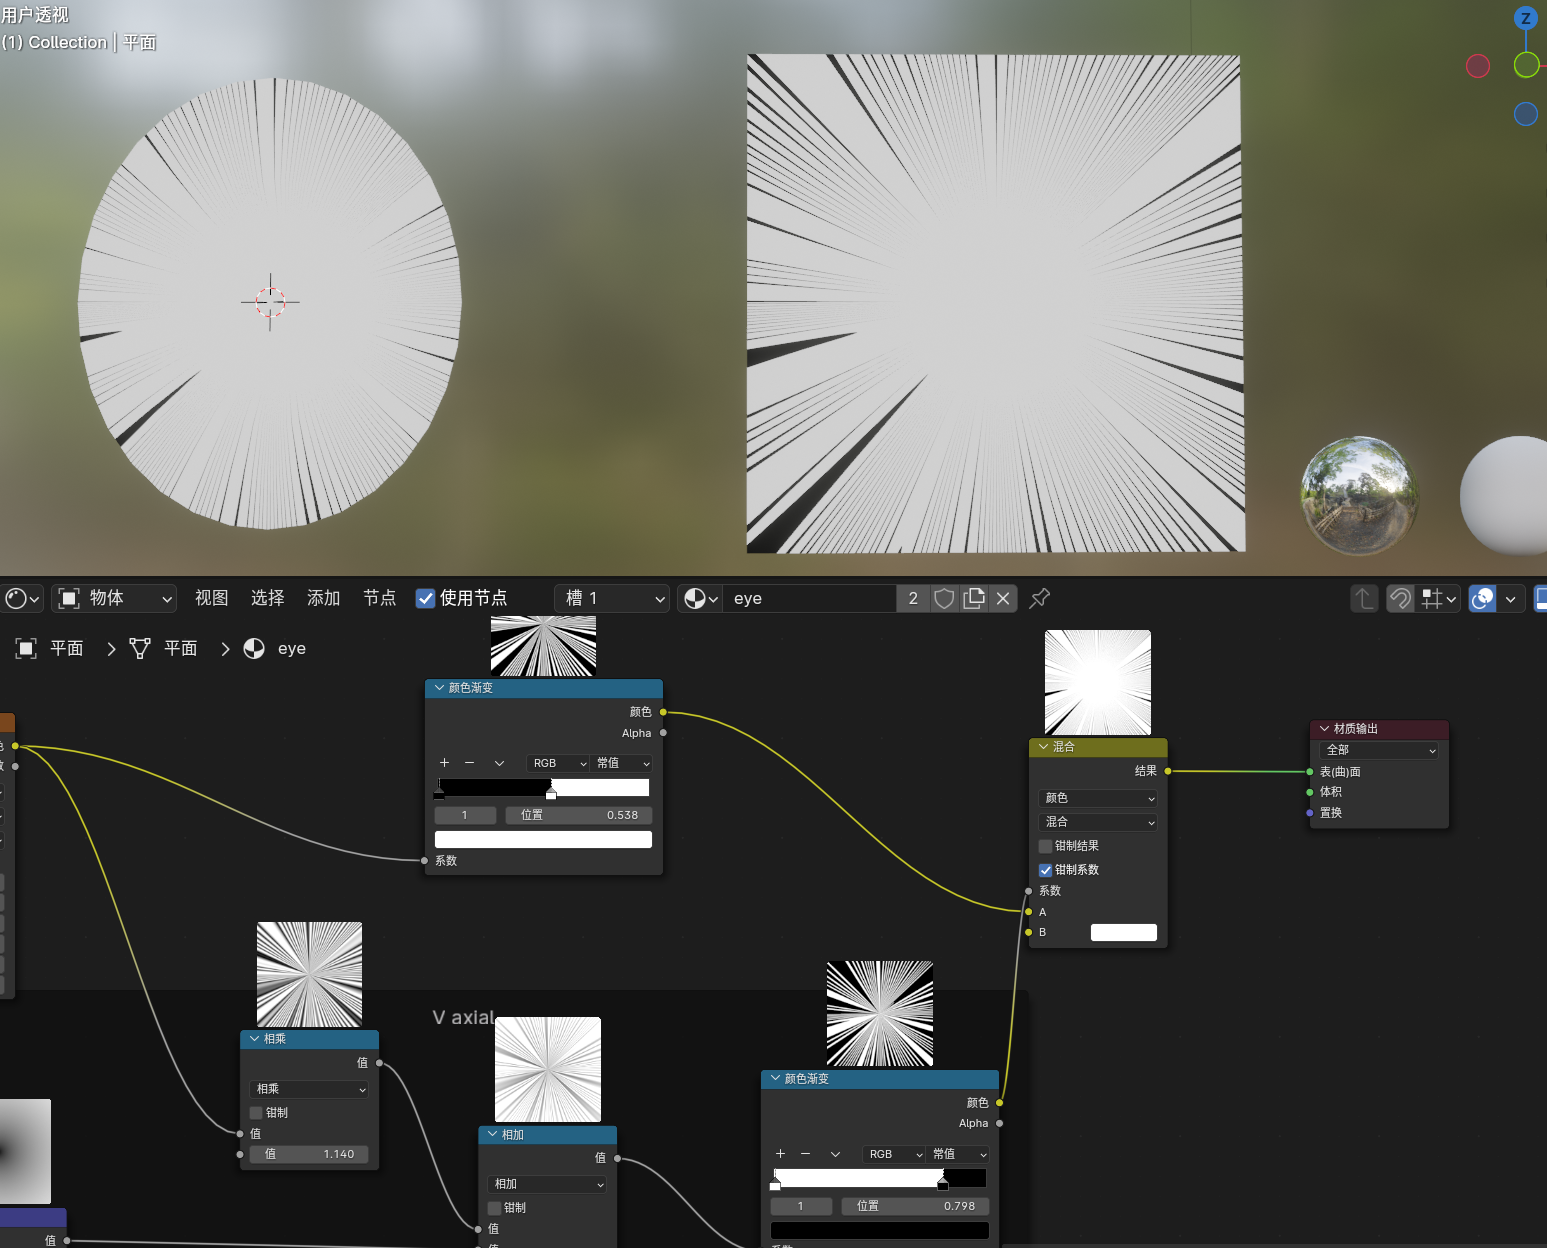 用户透视
(1) Collection | 平面
Z
物体 视图 选择 添加 节点 使用节点 槽 1 eye 2
平面 平面 eye
颜色渐变
颜色
Alpha
RGB 常值
1 位置 0.538
系数
混合
结果
颜色
混合
钳制结果
钳制系数
系数
A
B
材质输出
全部
表(曲)面
体积
置换
V axial
相乘
值
相乘
钳制
值
值 1.140
相加
值
相加
钳制
值
颜色渐变
颜色
Alpha
RGB 常值
1 位置 0.798
值